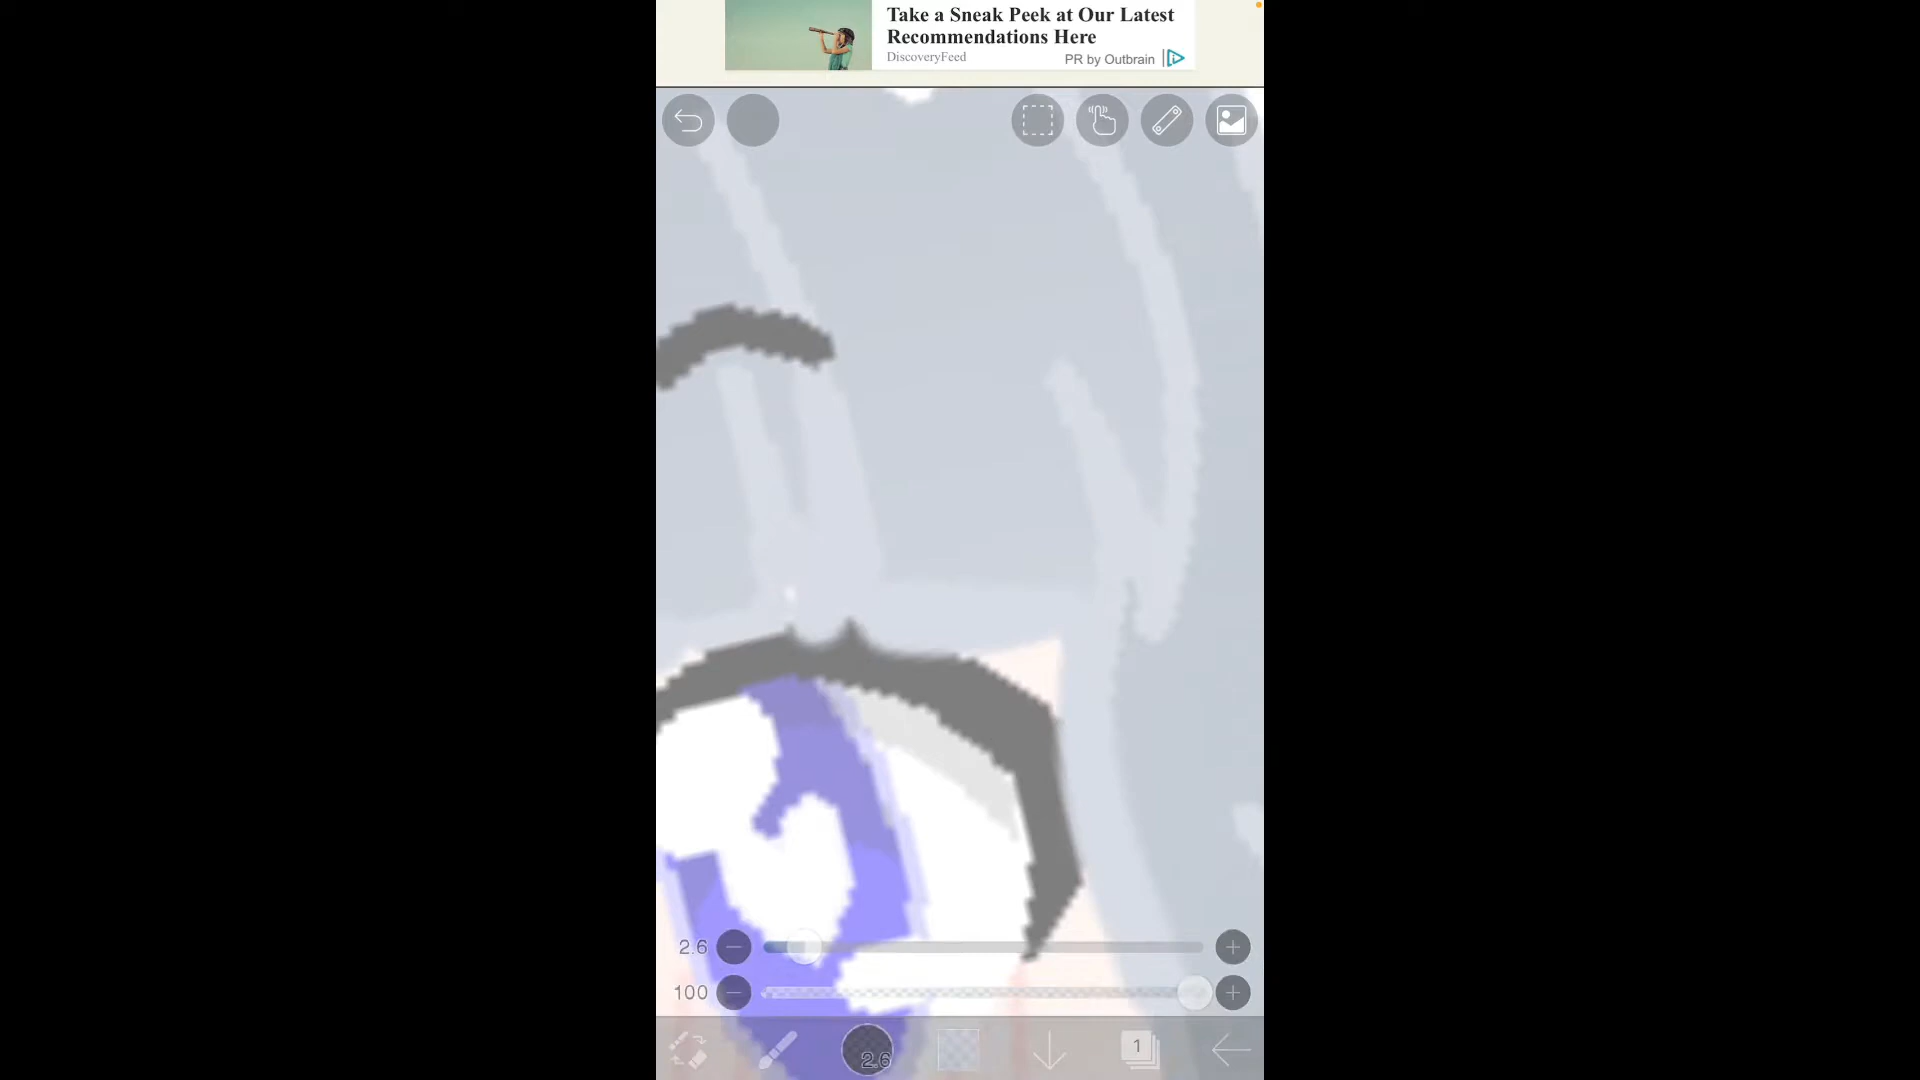 Take a Sneak Peek at Our Latest
Recommendations Here
DiscoveryFeed
PR by Outbrain
2.6
100
2.6
1